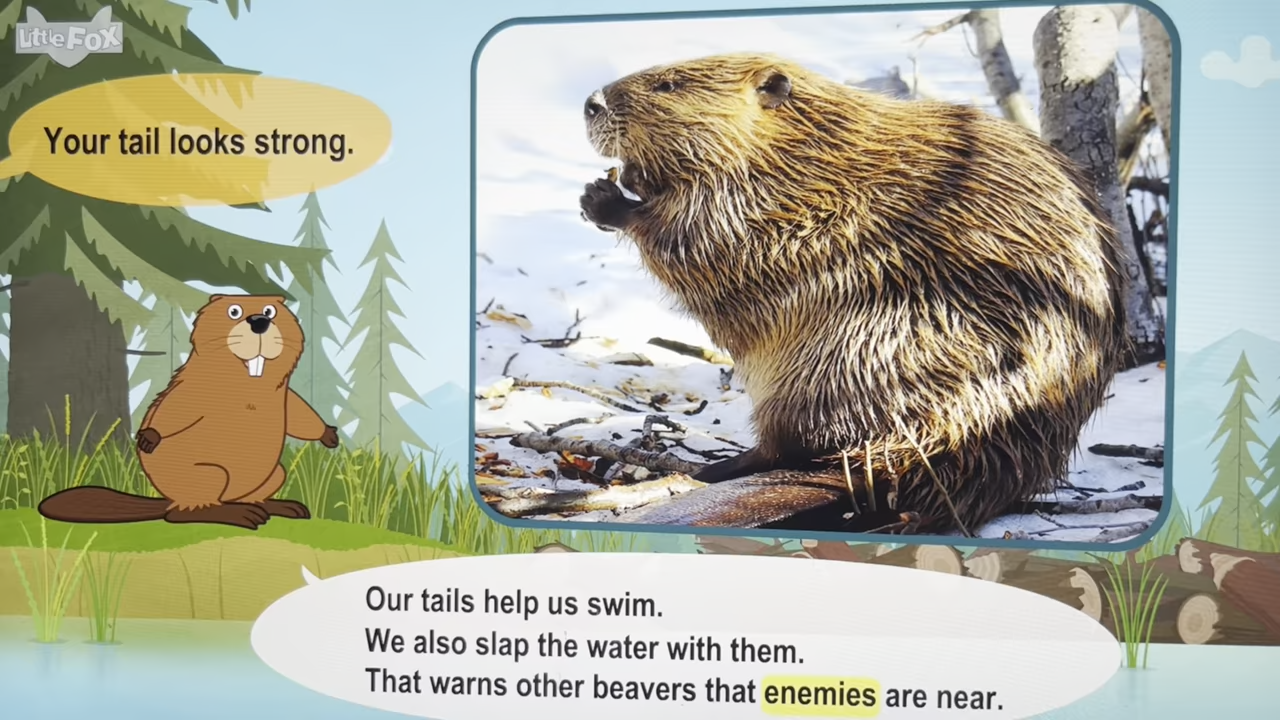 Little Fox
Your tail looks strong.
Our tails help us swim.
We also slap the water with them.
That warns other beavers that enemies are near.